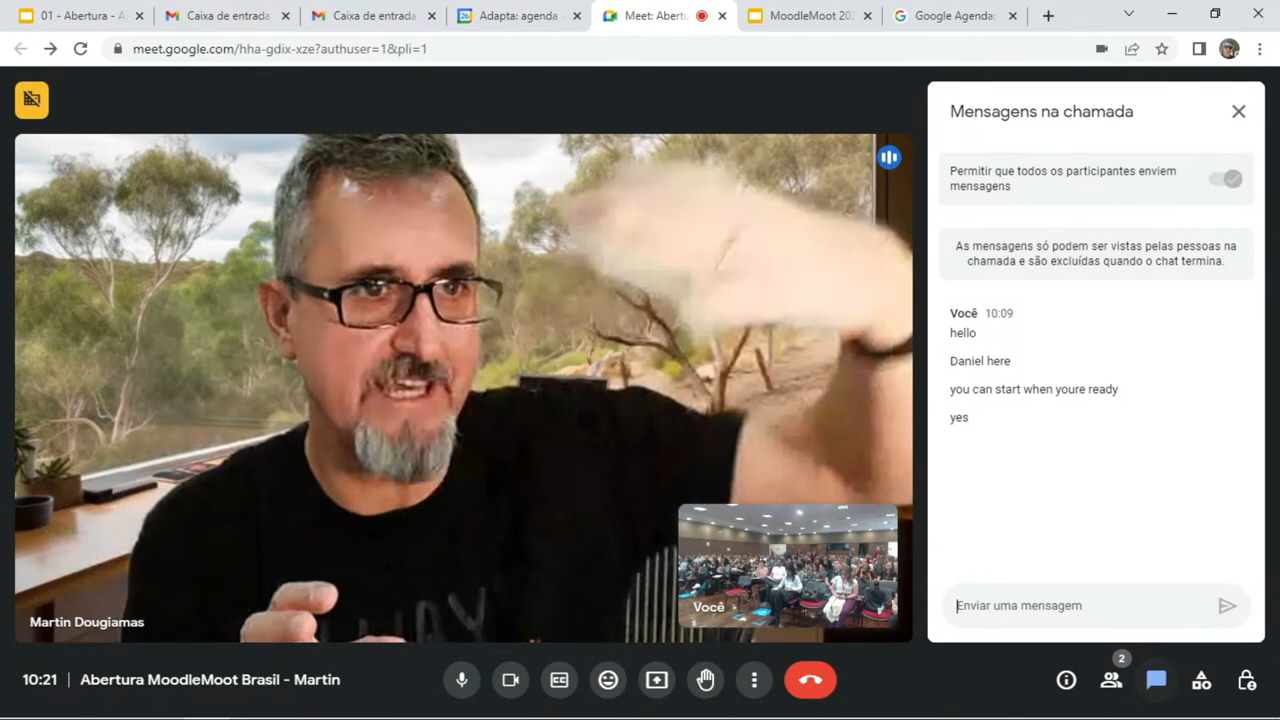 01 - Abertura - A
Caixa de entrada
Caixa de entrada
26
Adapta: agenda -
Meet: Abertu
MoodleMoot 202
Google Agenda:
meet.google.com/hha-gdix-xze?authuser=1&pli=1
Mensagens na chamada
Permitir que todos os participantes enviem
mensagens
As mensagens só podem ser vistas pelas pessoas na
chamada e são excluídas quando o chat termina.
Você 10:09
hello
Daniel here
you can start when youre ready
yes
Você
Martin Dougiamas
Enviar uma mensagem
10:21 | Abertura MoodleMoot Brasil - Martin
2